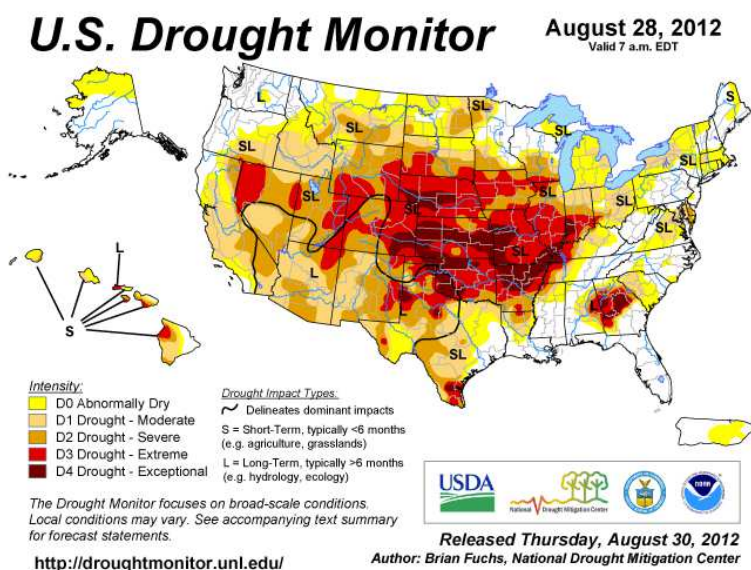 U.S. Drought Monitor
August 28, 2012
Valid 7 a.m. EDT
L
S
SL
SL
SL
SL
SL
SL
SL
SL
SL
SL
SL
L
L
L
SL
L
S
Intensity:
D0 Abnormally Dry
D1 Drought - Moderate
D2 Drought - Severe
D3 Drought - Extreme
D4 Drought - Exceptional
Drought Impact Types:
Delineates dominant impacts
S = Short-Term, typically <6 months
(e.g. agriculture, grasslands)
L = Long-Term, typically >6 months
(e.g. hydrology, ecology)
The Drought Monitor focuses on broad-scale conditions.
Local conditions may vary. See accompanying text summary
for forecast statements.
http://droughtmonitor.unl.edu/
USDA
National Drought Mitigation Center
NOAA
Released Thursday, August 30, 2012
Author: Brian Fuchs, National Drought Mitigation Center